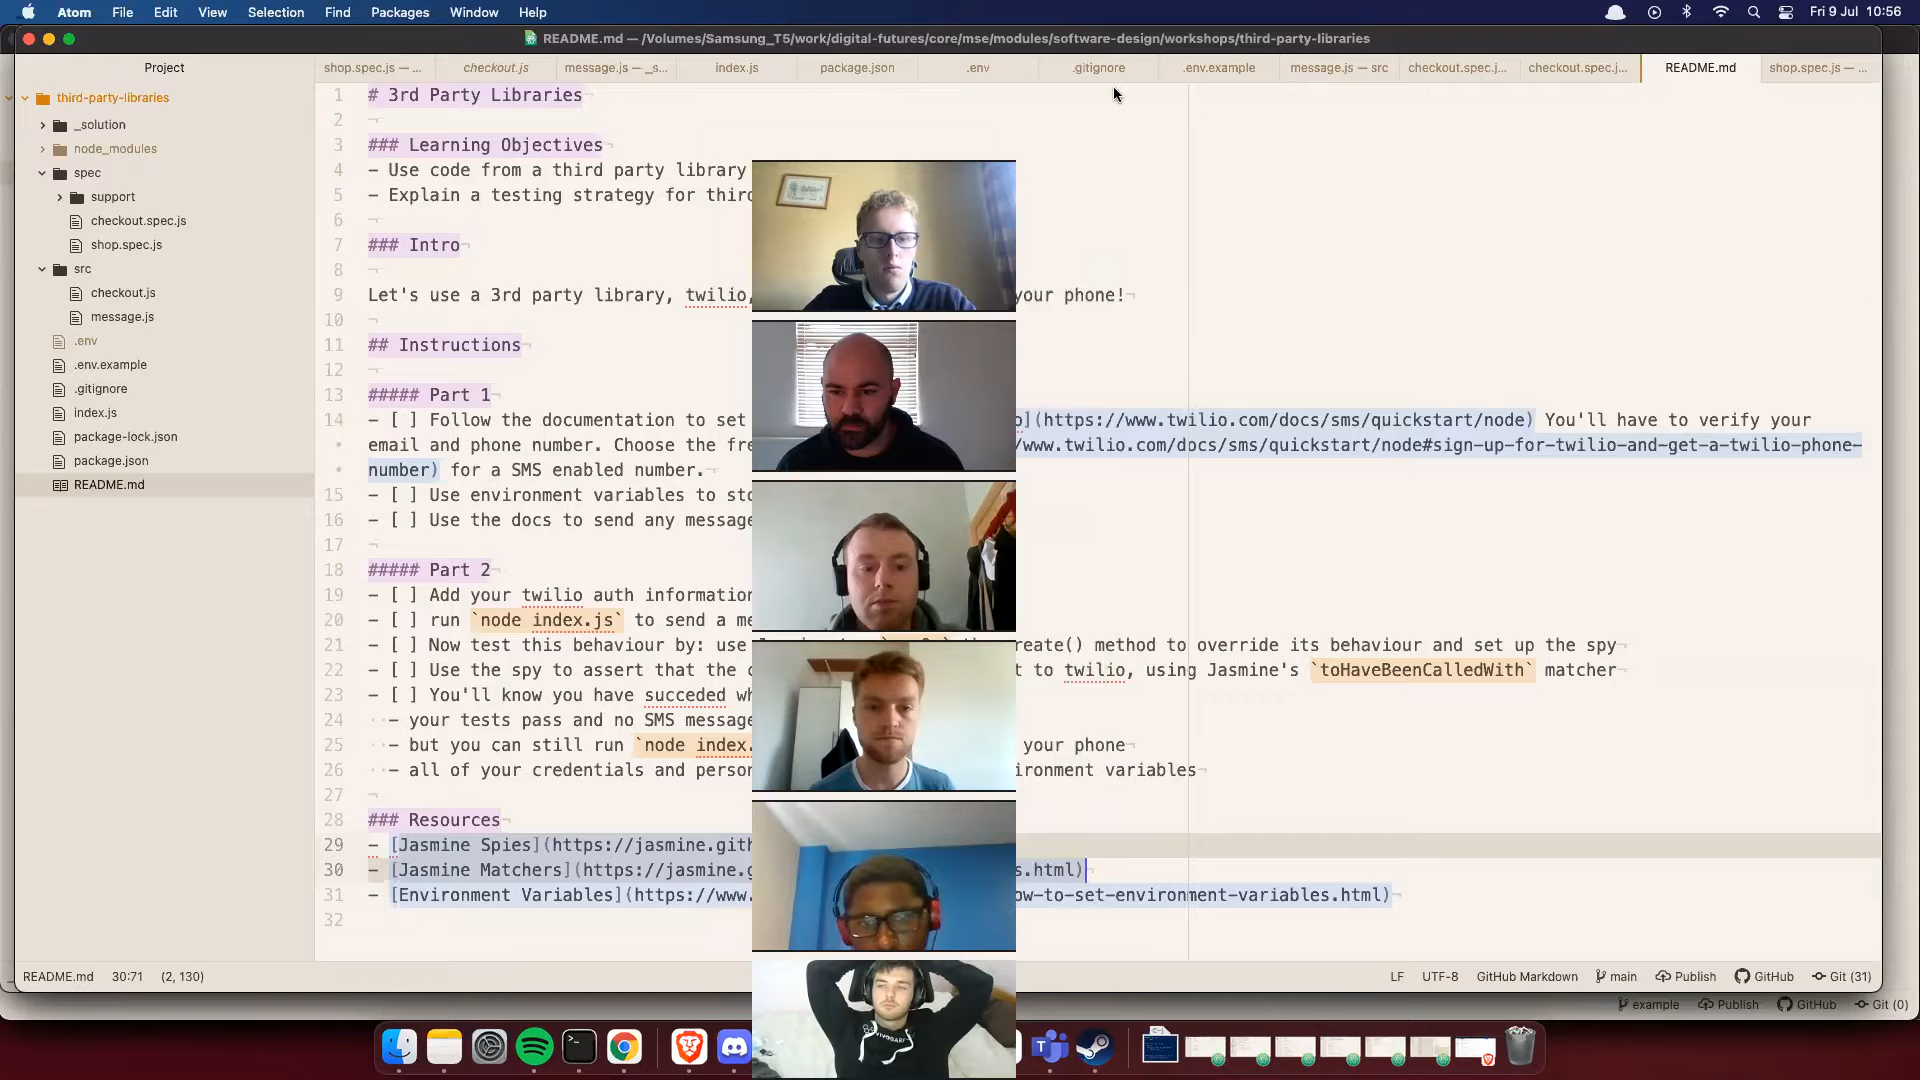 Atom File Edit View Selection Find Packages Window Help
Fri 9 Jul 10:56
README.md — /Volumes/Samsung_T5/work/digital-futures/core/mse/modules/software-design/workshops/third-party-libraries
Project
shop.spec.js — ... checkout.js message.js — _s... index.js package.json .env .gitignore .env.example message.js — src checkout.spec.j... checkout.spec.j... README.md shop.spec.js — ...
third-party-libraries
_solution
node_modules
spec
support
checkout.spec.js
shop.spec.js
src
checkout.js
message.js
.env
.env.example
.gitignore
index.js
package-lock.json
package.json
README.md
1 # 3rd Party Libraries
2
3 ### Learning Objectives
4 - Use code from a third party library
5 - Explain a testing strategy for third
6
7 ### Intro
8
9 Let's use a 3rd party library, twilio, your phone!
10
11 ## Instructions
12
13 ##### Part 1
14 - [ ] Follow the documentation to set ](https://www.twilio.com/docs/sms/quickstart/node) You'll have to verify your
email and phone number. Choose the fre /www.twilio.com/docs/sms/quickstart/node#sign-up-for-twilio-and-get-a-twilio-phone-
number) for a SMS enabled number.
15 - [ ] Use environment variables to sto
16 - [ ] Use the docs to send any message
17
18 ##### Part 2
19 - [ ] Add your twilio auth information
20 - [ ] run `node index.js` to send a me
21 - [ ] Now test this behaviour by: use reate() method to override its behaviour and set up the spy
22 - [ ] Use the spy to assert that the c t to twilio, using Jasmine's `toHaveBeenCalledWith` matcher
23 - [ ] You'll know you have succeded wh
24 - your tests pass and no SMS message
25 - but you can still run `node index. your phone
26 - all of your credentials and person ironment variables
27
28 ### Resources
29 - [Jasmine Spies](https://jasmine.gith
30 - [Jasmine Matchers](https://jasmine.g s.html)
31 - [Environment Variables](https://www. ow-to-set-environment-variables.html)
32
README.md 30:71 (2, 130)
LF UTF-8 GitHub Markdown main Publish GitHub Git (31)
example Publish GitHub Git (0)